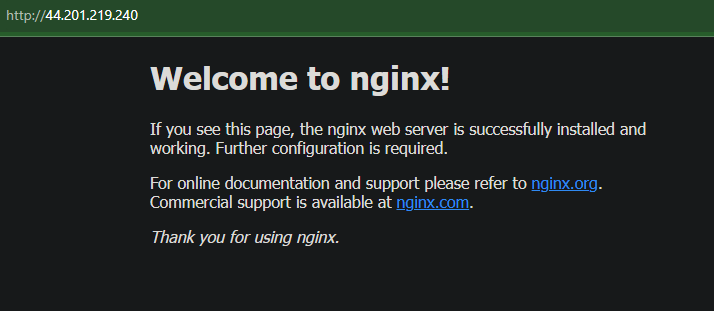 http://44.201.219.240
Welcome to nginx!
If you see this page, the nginx web server is successfully installed and
working. Further configuration is required.
For online documentation and support please refer to nginx.org.
Commercial support is available at nginx.com.
Thank you for using nginx.